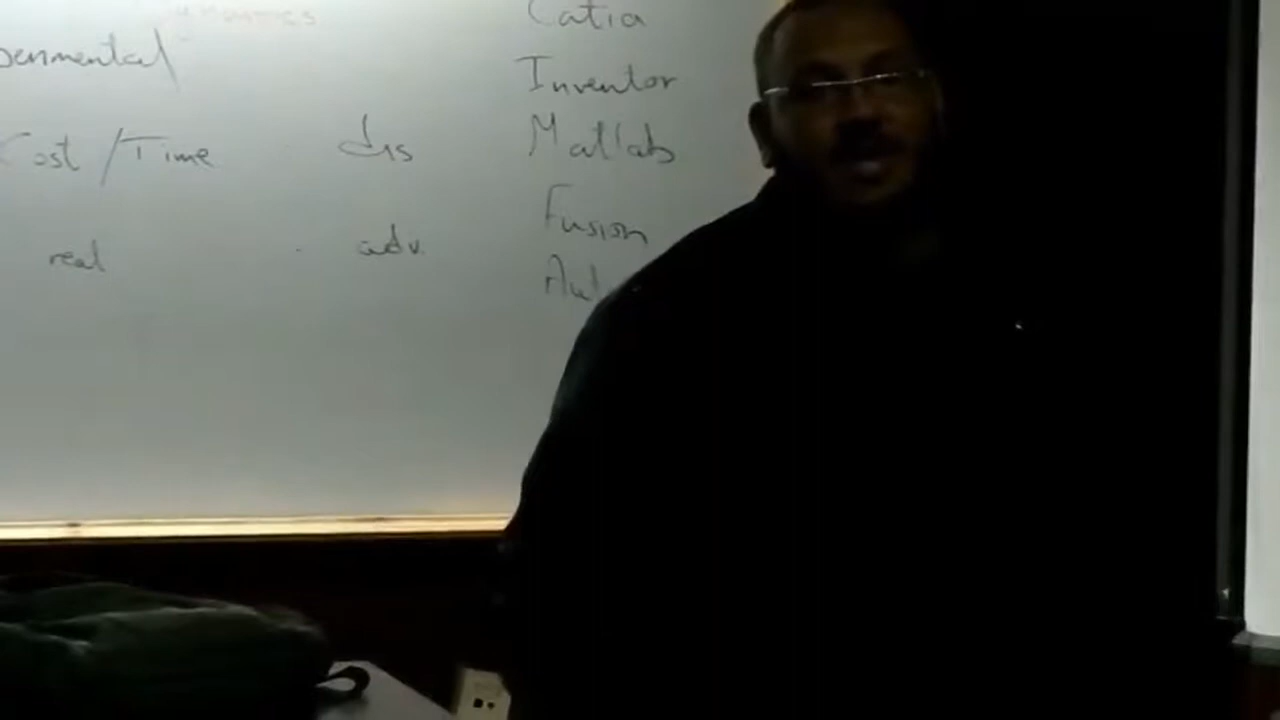 Catia
Inventor
Cost / Time dis Matlab
Fusion
real adv.